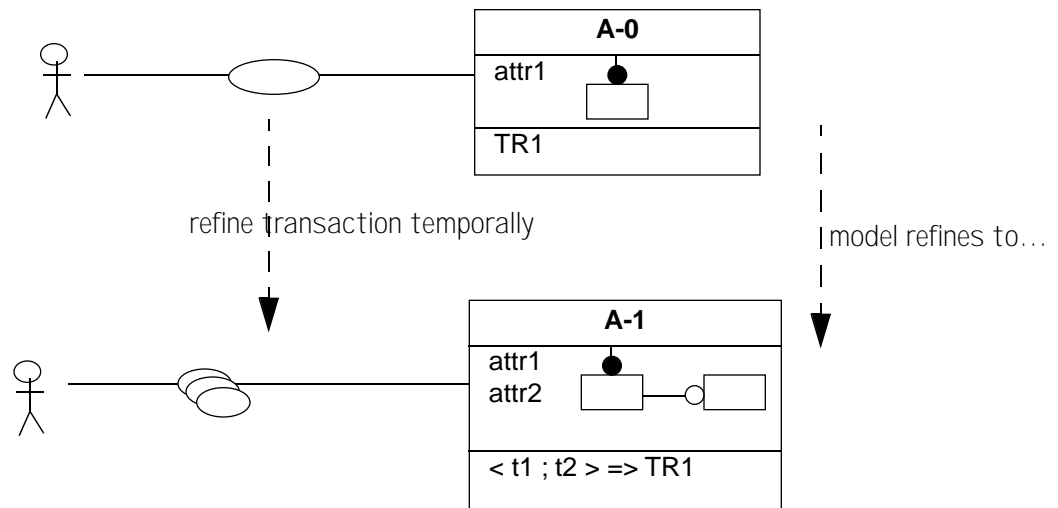 A-0
attr1
TR1
refine transaction temporally
model refines to...
A-1
attr1
attr2
< t1 ; t2 > => TR1